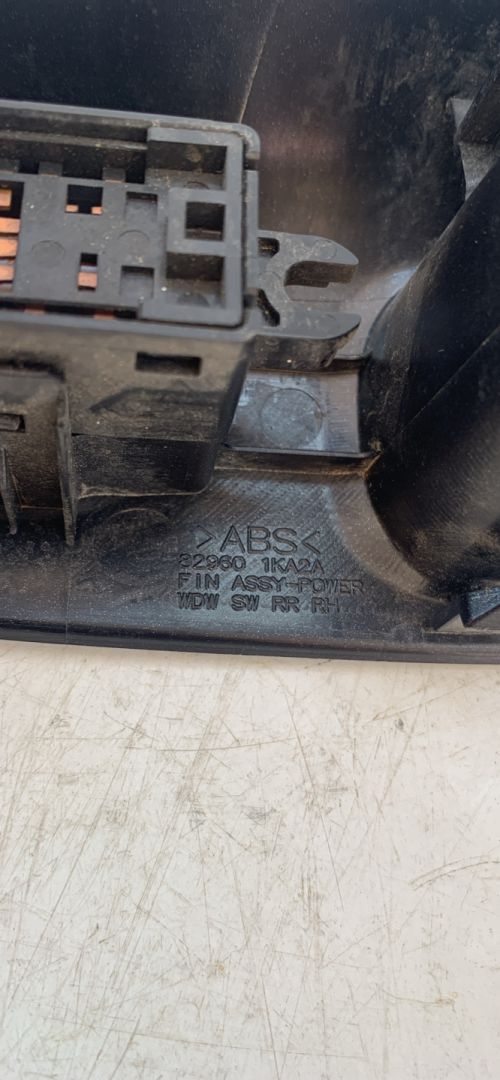 >ABS<
82960 1KA2A
FIN ASSY-POWER
WDW SW RR RH